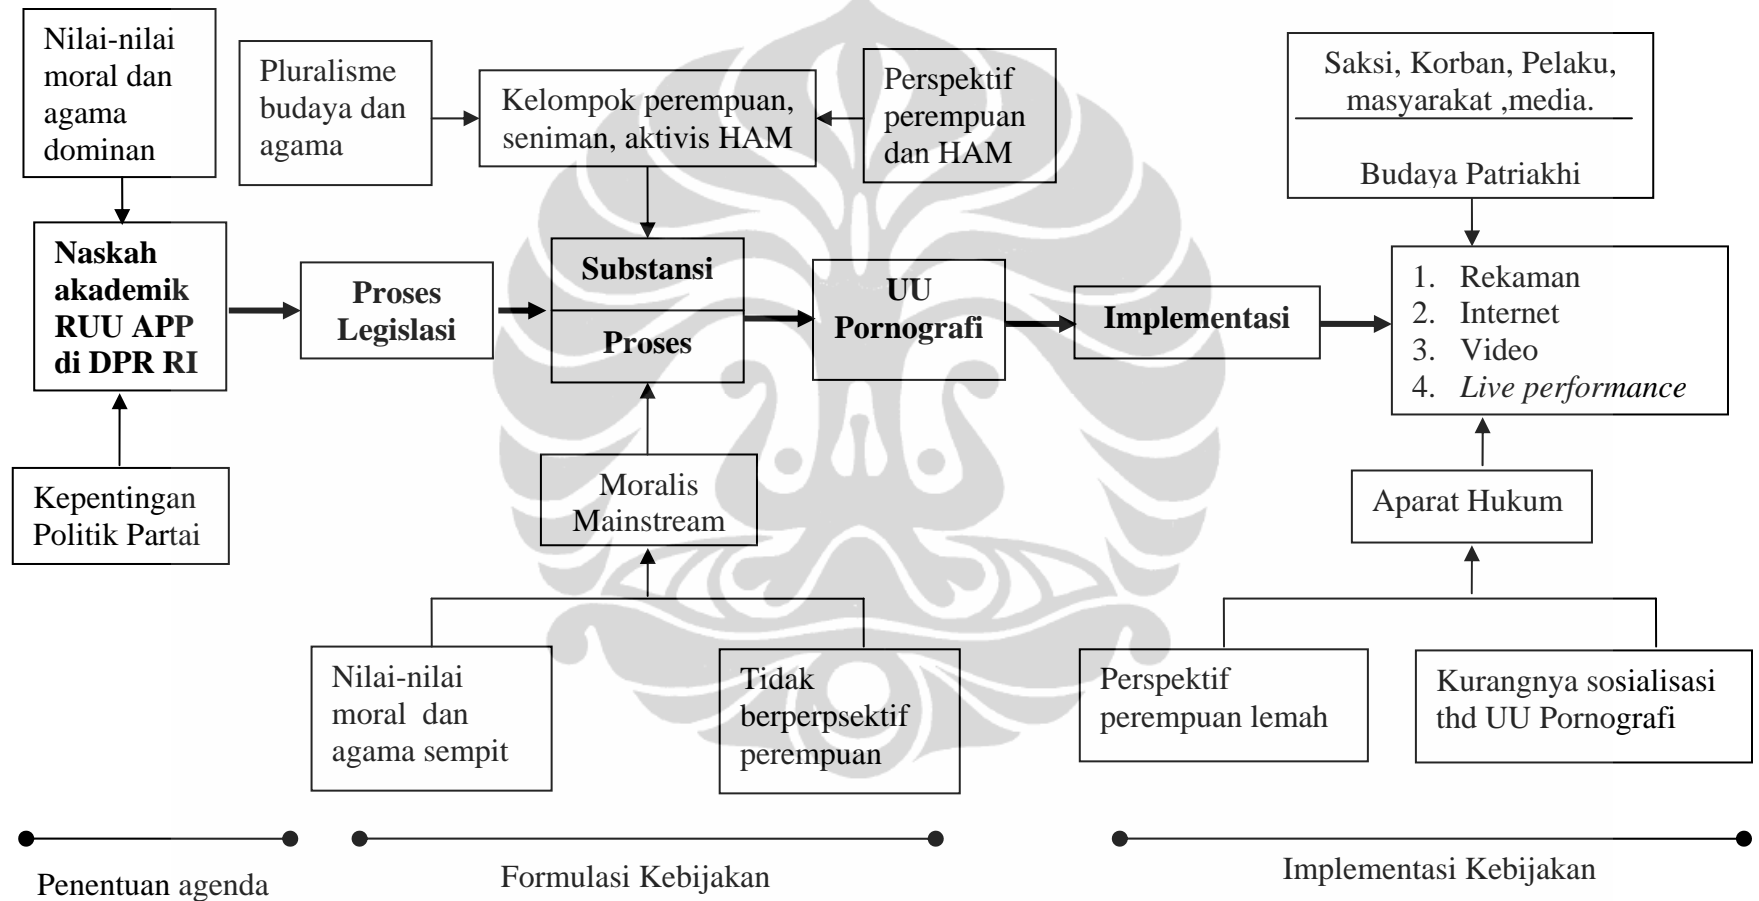 Nilai-nilai
moral dan
agama
dominan
Pluralisme
budaya dan
agama
Kelompok perempuan,
seniman, aktivis HAM
Perspektif
perempuan
dan HAM
Saksi, Korban, Pelaku,
masyarakat ,media.
Budaya Patriakhi
Naskah
akademik
RUU APP
di DPR RI
Proses
Legislasi
Substansi
Proses
UU
Pornografi
Implementasi
1. Rekaman
2. Internet
3. Video
4. Live performance
Kepentingan
Politik Partai
Moralis
Mainstream
Aparat Hukum
Nilai-nilai
moral dan
agama sempit
Tidak
berperpsektif
perempuan
Perspektif
perempuan lemah
Kurangnya sosialisasi
thd UU Pornografi
Penentuan agenda
Formulasi Kebijakan
Implementasi Kebijakan